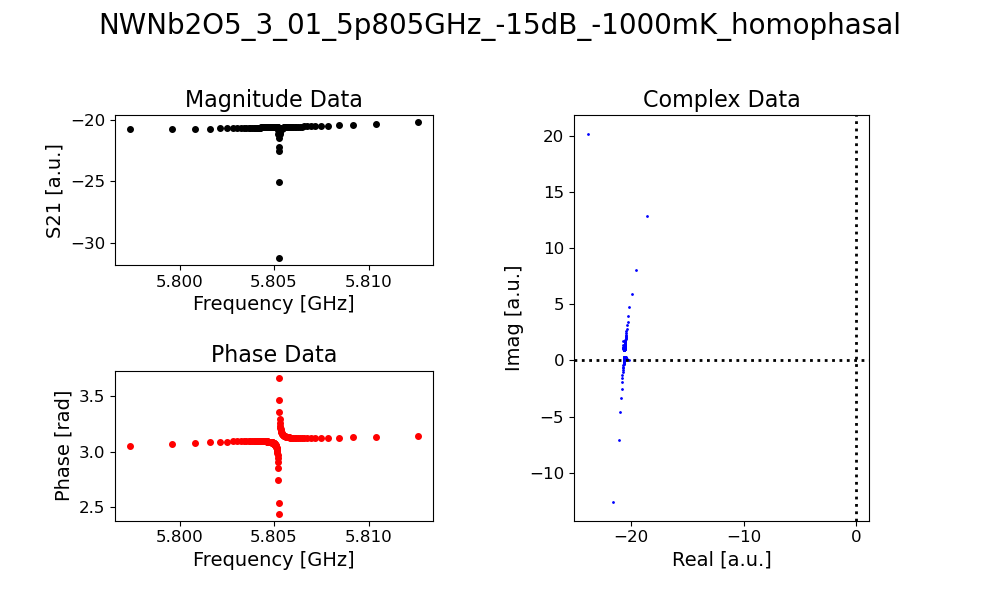 NWNb2O5_3_01_5p805GHz_-15dB_-1000mK_homophasal
Magnitude Data
S21 [a.u.]
−20
−25
−30
5.800 5.805 5.810
Frequency [GHz]
Phase Data
Phase [rad]
3.5
3.0
2.5
5.800 5.805 5.810
Frequency [GHz]
Complex Data
Imag [a.u.]
20
15
10
5
0
−5
−10
−20 −10 0
Real [a.u.]